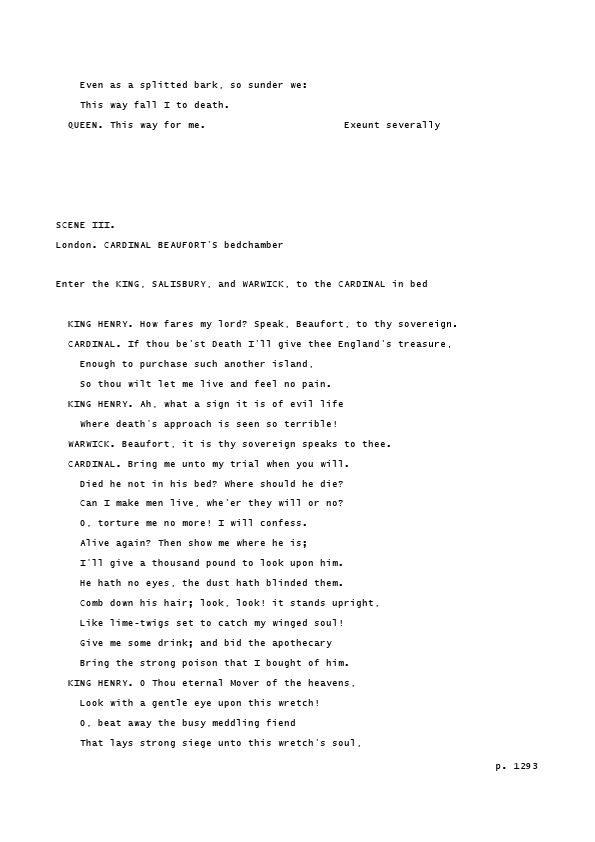 Even as a splitted bark, so sunder we:
This way fall I to death.
QUEEN. This way for me. Exeunt severally
SCENE III.
London. CARDINAL BEAUFORT'S bedchamber
Enter the KING, SALISBURY, and WARWICK, to the CARDINAL in bed
KING HENRY. How fares my lord? Speak, Beaufort, to thy sovereign.
CARDINAL. If thou be'st Death I'll give thee England's treasure,
Enough to purchase such another island,
So thou wilt let me live and feel no pain.
KING HENRY. Ah, what a sign it is of evil life
Where death's approach is seen so terrible!
WARWICK. Beaufort, it is thy sovereign speaks to thee.
CARDINAL. Bring me unto my trial when you will.
Died he not in his bed? Where should he die?
Can I make men live, whe'er they will or no?
O, torture me no more! I will confess.
Alive again? Then show me where he is;
I'll give a thousand pound to look upon him.
He hath no eyes, the dust hath blinded them.
Comb down his hair; look, look! it stands upright,
Like lime-twigs set to catch my winged soul!
Give me some drink; and bid the apothecary
Bring the strong poison that I bought of him.
KING HENRY. O Thou eternal Mover of the heavens,
Look with a gentle eye upon this wretch!
O, beat away the busy meddling fiend
That lays strong siege unto this wretch's soul,
p. 1293